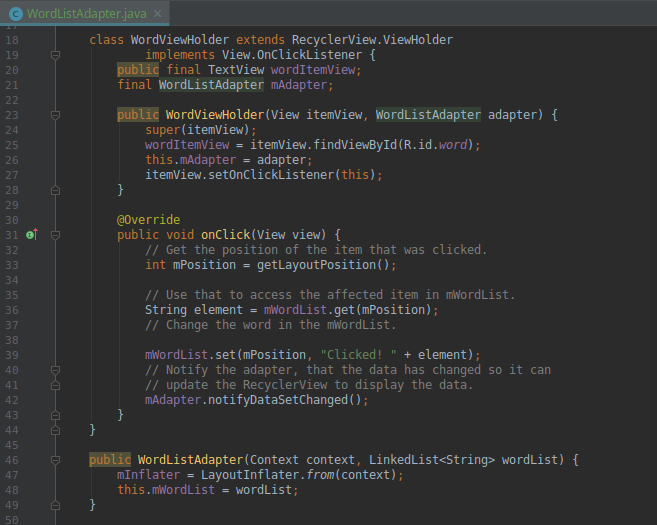 WordListAdapter.java ×
17
18 class WordViewHolder extends RecyclerView.ViewHolder
19 implements View.OnClickListener {
20 public final TextView wordItemView;
21 final WordListAdapter mAdapter;
22
23 public WordViewHolder(View itemView, WordListAdapter adapter) {
24 super(itemView);
25 wordItemView = itemView.findViewById(R.id.word);
26 this.mAdapter = adapter;
27 itemView.setOnClickListener(this);
28 }
29
30 @Override
31 public void onClick(View view) {
32 // Get the position of the item that was clicked.
33 int mPosition = getLayoutPosition();
34
35 // Use that to access the affected item in mWordList.
36 String element = mWordList.get(mPosition);
37 // Change the word in the mWordList.
38
39 mWordList.set(mPosition, "Clicked! " + element);
40 // Notify the adapter, that the data has changed so it can
41 // update the RecyclerView to display the data.
42 mAdapter.notifyDataSetChanged();
43 }
44 }
45
46 public WordListAdapter(Context context, LinkedList<String> wordList) {
47 mInflater = LayoutInflater.from(context);
48 this.mWordList = wordList;
49 }
50